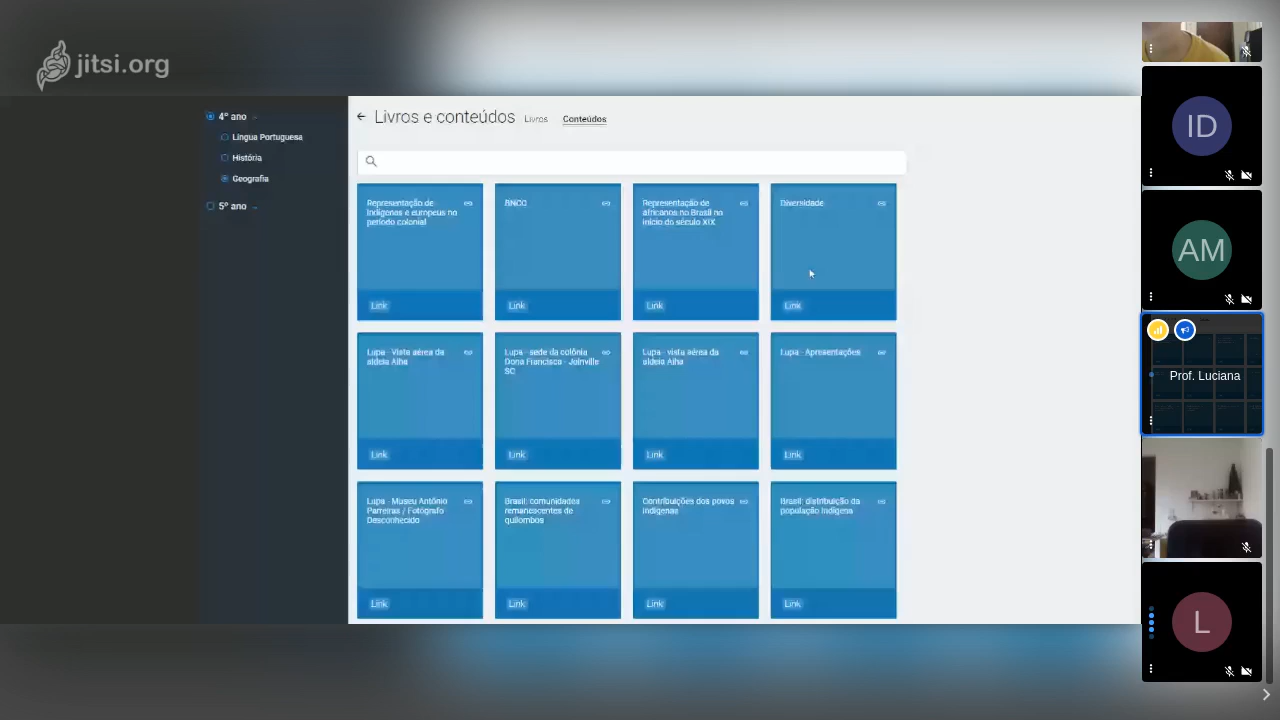 jitsi.org
4º ano
Língua Portuguesa
História
Geografia
5º ano
Livros e conteúdos Livros Conteúdos
Representação de
indígenas e europeus no
período colonial
Link
BNCC
Link
Representação de
africanos no Brasil no
início do século XIX
Link
Diversidade
Link
Lupa - Vista aérea da
aldeia Aiha
Link
Lupa - sede da colônia
Dona Francisca - Joinville
SC
Link
Lupa - vista aérea da
aldeia Aiha
Link
Lupa - Apresentações
Link
Lupa - Museu Antônio
Parreiras / Fotógrafo
Desconhecido
Link
Brasil: comunidades
remanescentes de
quilombos
Link
Contribuições dos povos
indígenas
Link
Brasil: distribuição da
população indígena
Link
ID
AM
Prof. Luciana
L